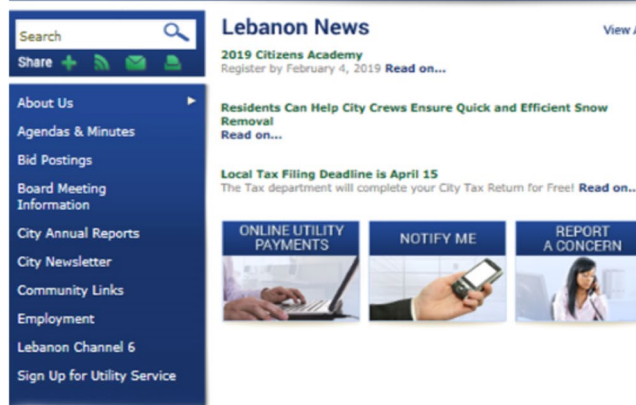 Search
Share
About Us
Agendas & Minutes
Bid Postings
Board Meeting
Information
City Annual Reports
City Newsletter
Community Links
Employment
Lebanon Channel 6
Sign Up for Utility Service
Lebanon News
View
2019 Citizens Academy
Register by February 4, 2019 Read on...
Residents Can Help City Crews Ensure Quick and Efficient Snow
Removal
Read on...
Local Tax Filing Deadline is April 15
The Tax department will complete your City Tax Return for Free! Read on...
ONLINE UTILITY
PAYMENTS
NOTIFY ME
REPORT
A CONCERN